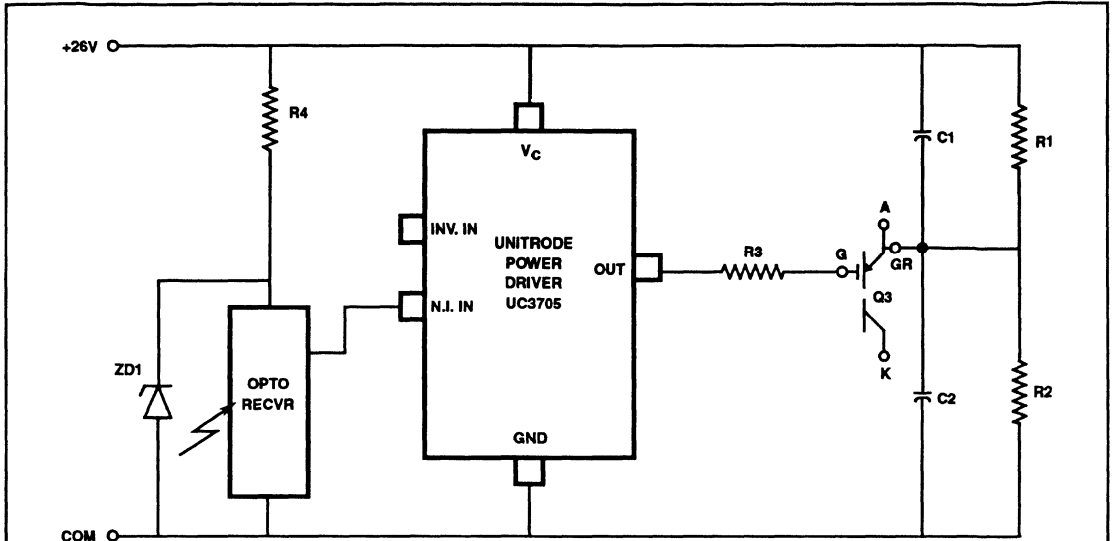 +26V
R4
C1
R1
VC
A
INV. IN
UNITRODE
POWER
DRIVER
UC3705
OUT
R3
G
GR
Q3
N.I. IN
K
ZD1
OPTO
RECVR
C2
R2
GND
COM